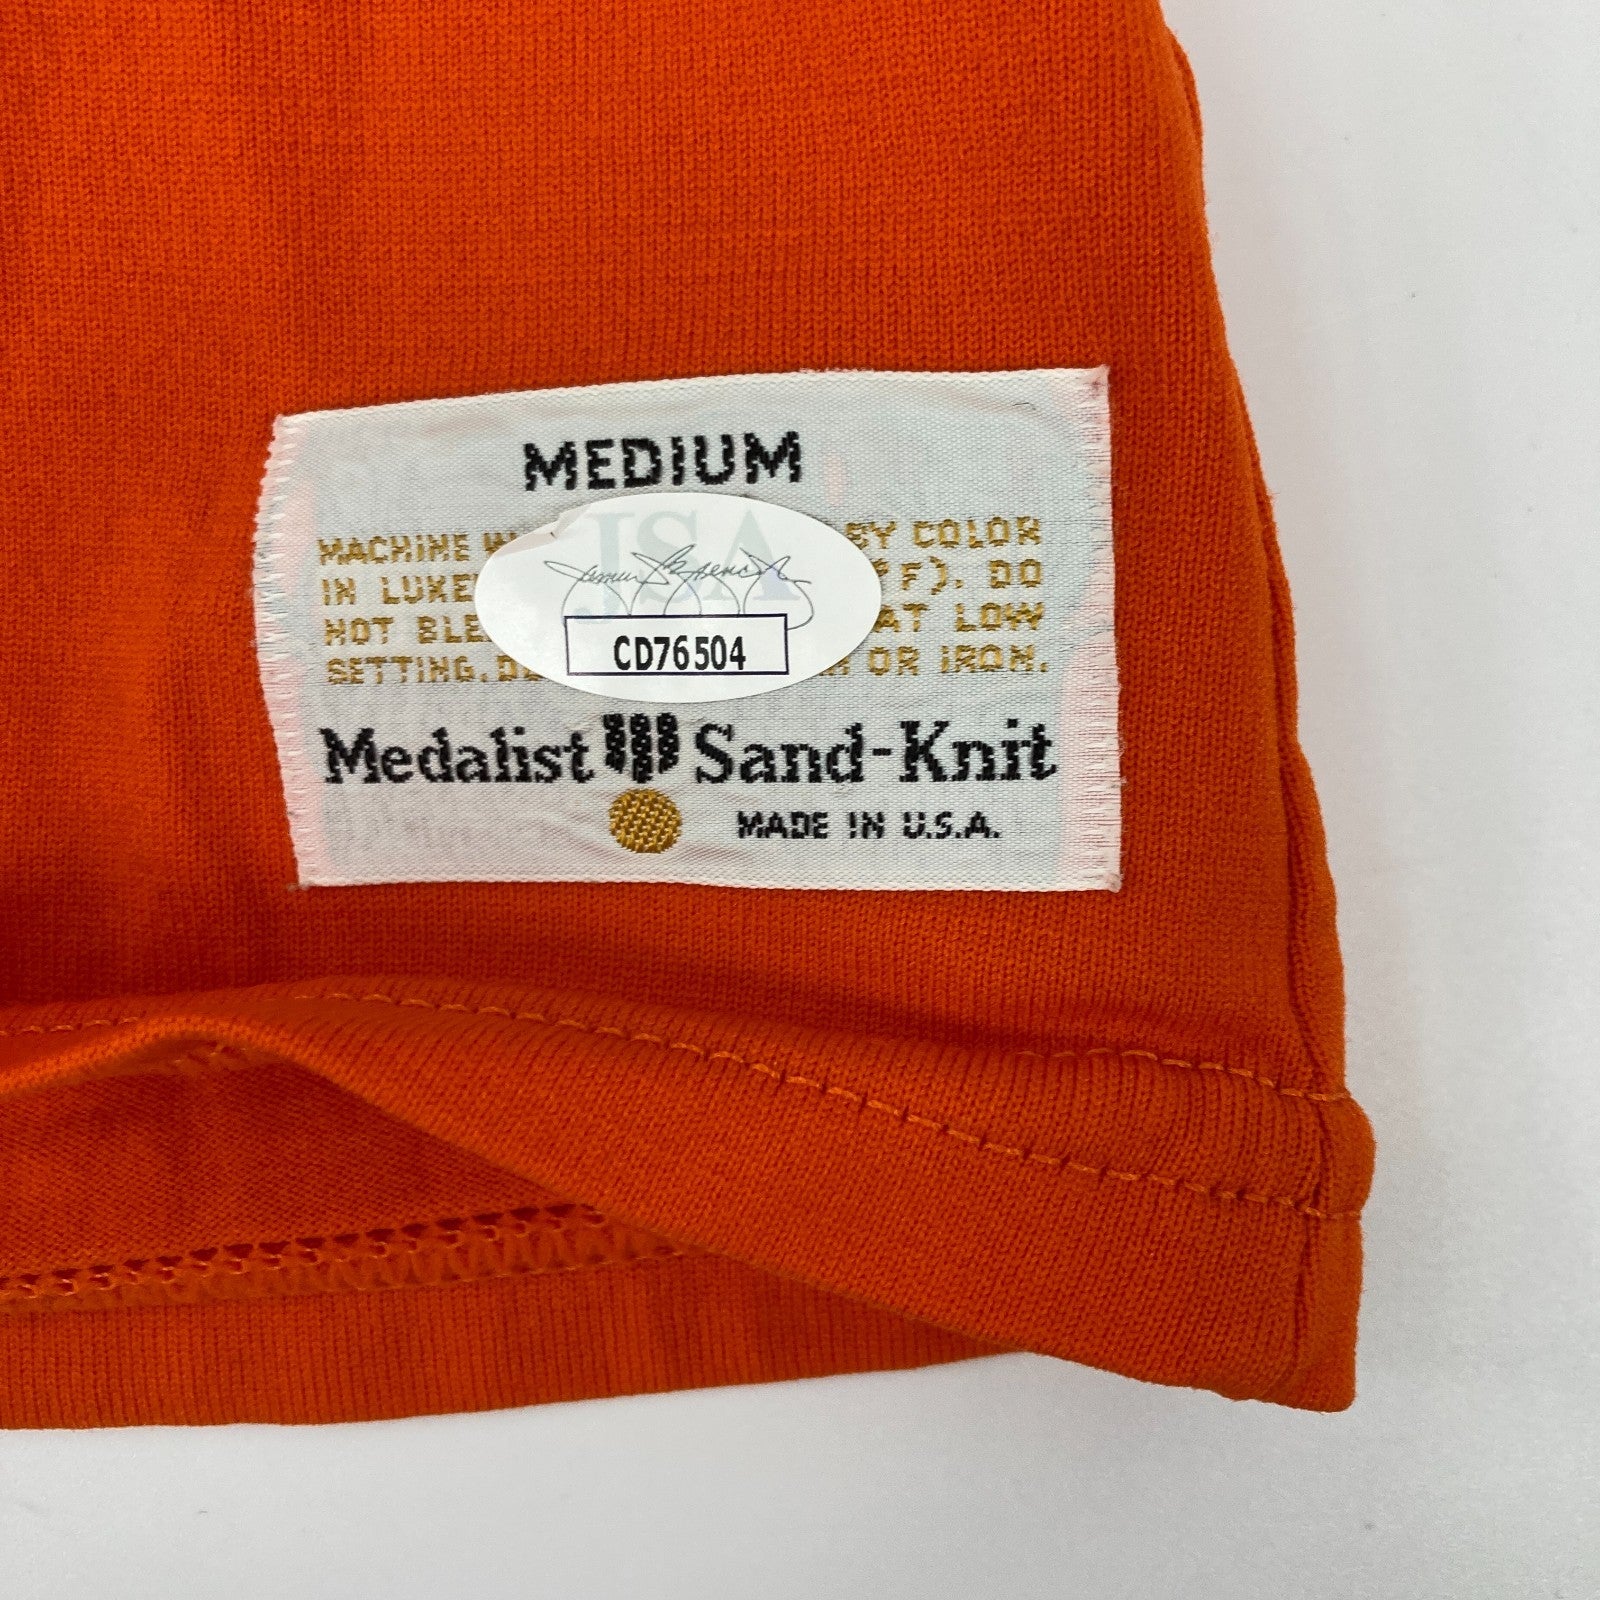 MEDIUM
MACHINE BY COLOR
IN LUKE °F). DO
NOT BLE AT LOW
SETTING. OR IRON.
JSA
CD76504
Medalist Sand-Knit
MADE IN U.S.A.